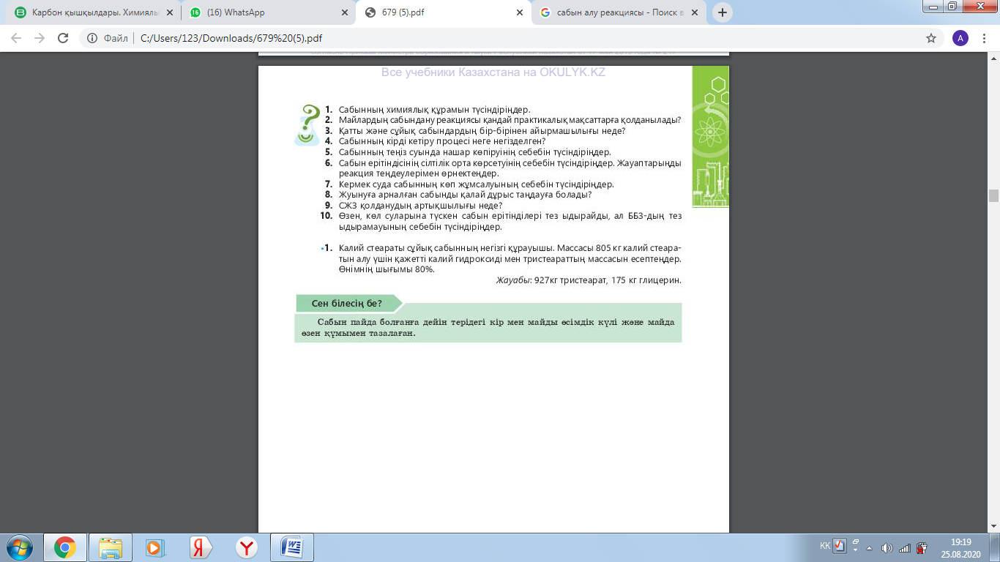 Карбон қышқылдары. Химиялы
(16) WhatsApp
679 (5).pdf
сабын алу реакциясы - Поиск в
Файл
C:/Users/123/Downloads/679%20(5).pdf
A
Все учебники Казахстана на OKULYK.KZ
1. Сабынның химиялық құрамын түсіндіріңдер.
2. Майлардың сабындану реакциясы қандай практикалық мақсаттарға қолданылады?
3. Қатты және сұйық сабындардың бір-бірінен айырмашылығы неде?
4. Сабынның кірді кетіру процесі неге негізделген?
5. Сабынның теңіз суында нашар көпіруінің себебін түсіндіріңдер.
6. Сабын ерітіндісінің сілтілік орта көрсетуінің себебін түсіндіріңдер. Жауаптарыңды
реакция теңдеулерімен өрнектеңдер.
7. Кермек суда сабынның көп жұмсалуының себебін түсіндіріңдер.
8. Жуынуға арналған сабынды қалай дұрыс таңдауға болады?
9. СЖЗ қолданудың артықшылығы неде?
10. Өзен, көл суларына түскен сабын ерітінділері тез ыдырайды, ал ББЗ-дың тез
ыдырамауының себебін түсіндіріңдер.
•1. Калий стеараты сұйық сабынның негізгі құраушы. Массасы 805 кг калий стеара-
тын алу үшін қажетті калий гидроксиді мен тристеараттың массасын есептеңдер.
Өнімнің шығымы 80%.
Жауабы: 927кг тристеарат, 175 кг глицерин.
Сен білесің бе?
Сабын пайда болғанға дейін терідегі кір мен майды өсімдік күлі және майда
өзен құмымен тазалаған.
KK
19:19
25.08.2020